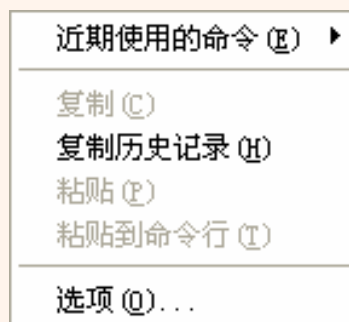 近期使用的命令(E)
复制(C)
复制历史记录(H)
粘贴(P)
粘贴到命令行(T)
选项(O)...